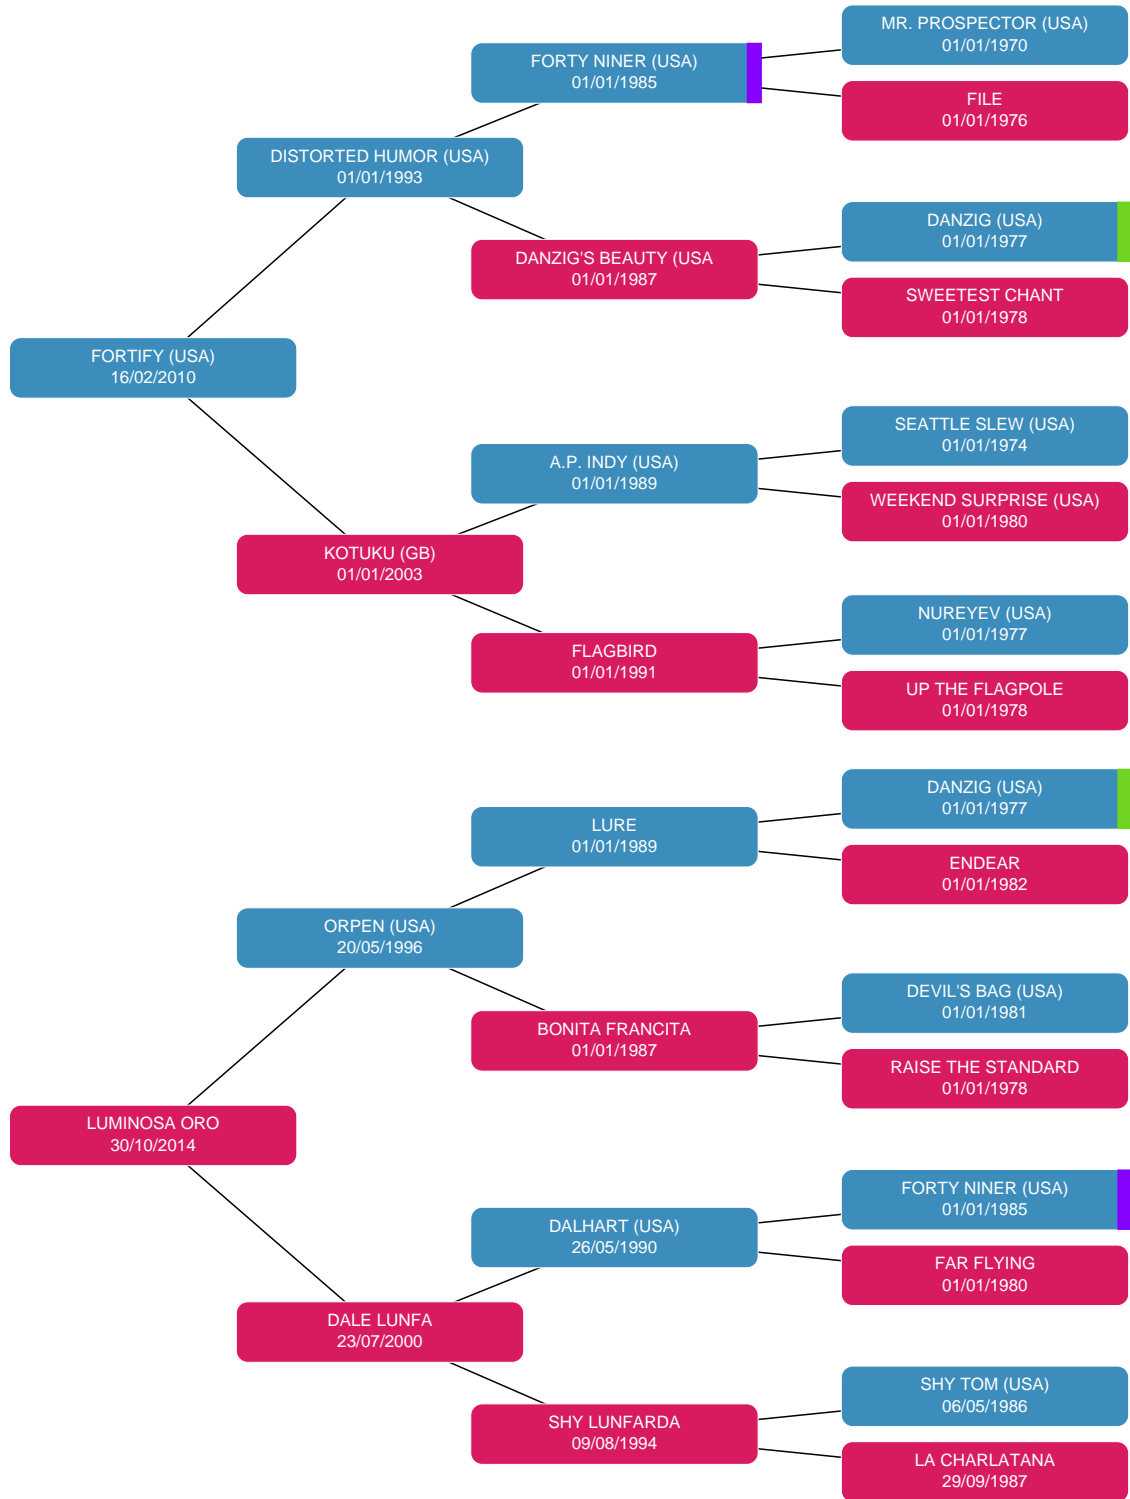 MR. PROSPECTOR (USA)
01/01/1970
FORTY NINER (USA)
01/01/1985
FILE
01/01/1976
DISTORTED HUMOR (USA)
01/01/1993
DANZIG (USA)
01/01/1977
DANZIG'S BEAUTY (USA
01/01/1987
SWEETEST CHANT
01/01/1978
FORTIFY (USA)
16/02/2010
SEATTLE SLEW (USA)
01/01/1974
A.P. INDY (USA)
01/01/1989
WEEKEND SURPRISE (USA)
01/01/1980
KOTUKU (GB)
01/01/2003
NUREYEV (USA)
01/01/1977
FLAGBIRD
01/01/1991
UP THE FLAGPOLE
01/01/1978
DANZIG (USA)
01/01/1977
LURE
01/01/1989
ENDEAR
01/01/1982
ORPEN (USA)
20/05/1996
DEVIL'S BAG (USA)
01/01/1981
BONITA FRANCITA
01/01/1987
RAISE THE STANDARD
01/01/1978
LUMINOSA ORO
30/10/2014
FORTY NINER (USA)
01/01/1985
DALHART (USA)
26/05/1990
FAR FLYING
01/01/1980
DALE LUNFA
23/07/2000
SHY TOM (USA)
06/05/1986
SHY LUNFARDA
09/08/1994
LA CHARLATANA
29/09/1987